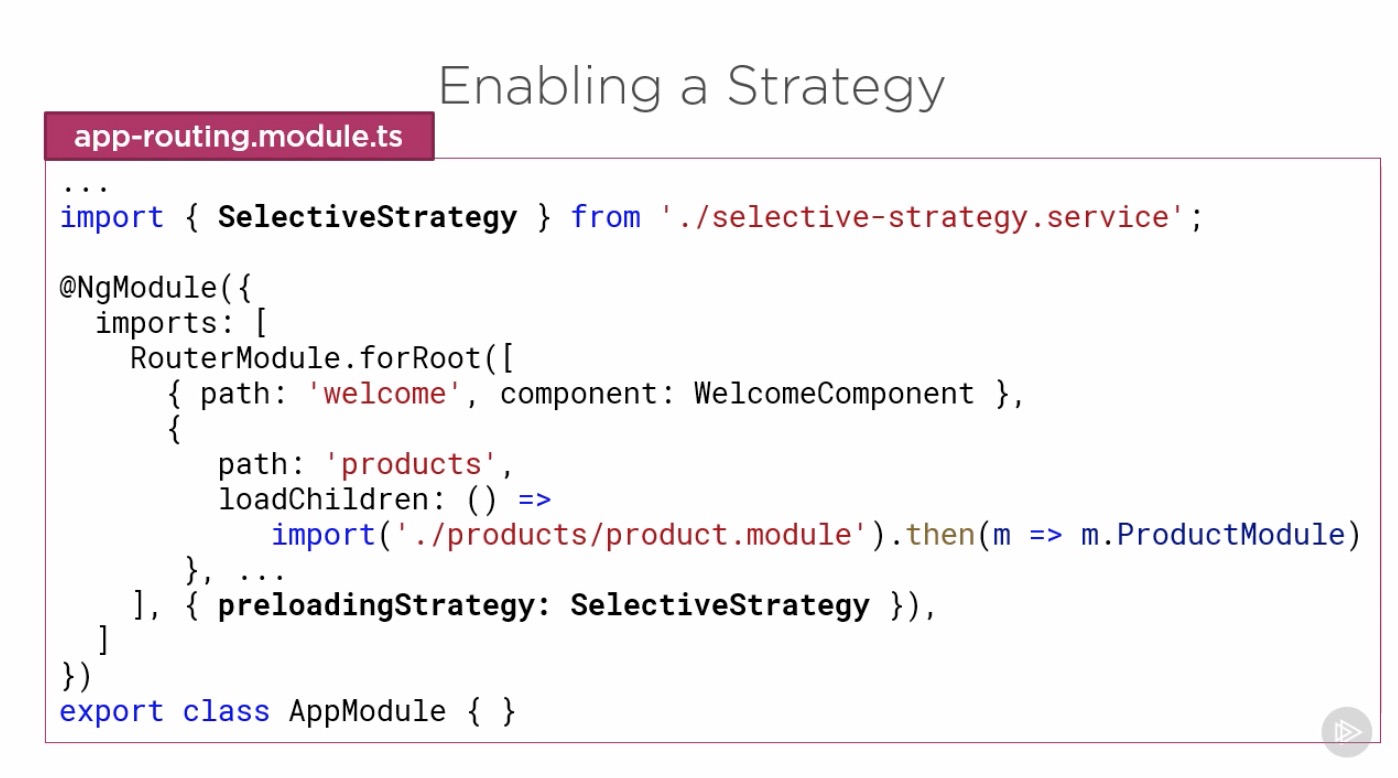 Enabling a Strategy
app-routing.module.ts
...
import { SelectiveStrategy } from './selective-strategy.service';
@NgModule({
imports: [
RouterModule.forRoot([
{ path: 'welcome', component: WelcomeComponent },
{
path: 'products',
loadChildren: () =>
import('./products/product.module').then(m => m.ProductModule)
}, ...
], { preloadingStrategy: SelectiveStrategy }),
]
})
export class AppModule { }